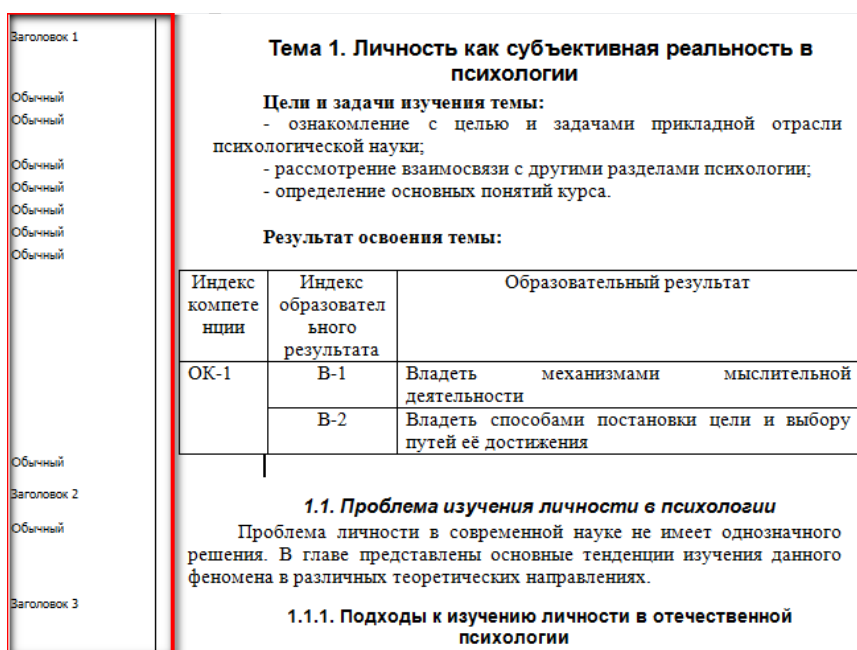 Заголовок 1
Тема 1. Личность как субъективная реальность в
психологии
Обычный
Цели и задачи изучения темы:
Обычный
- ознакомление с целью и задачами прикладной отрасли
психологической науки;
Обычный
- рассмотрение взаимосвязи с другими разделами психологии;
Обычный
- определение основных понятий курса.
Обычный
Обычный
Результат освоения темы:
Обычный
Индекс
компете
нции
Индекс
образовател
ьного
результата
Образовательный результат
ОК-1
В-1
Владеть механизмами мыслительной
деятельности
В-2
Владеть способами постановки цели и выбору
путей её достижения
Обычный
Заголовок 2
1.1. Проблема изучения личности в психологии
Обычный
Проблема личности в современной науке не имеет однозначного
решения. В главе представлены основные тенденции изучения данного
феномена в различных теоретических направлениях.
Заголовок 3
1.1.1. Подходы к изучению личности в отечественной
психологии